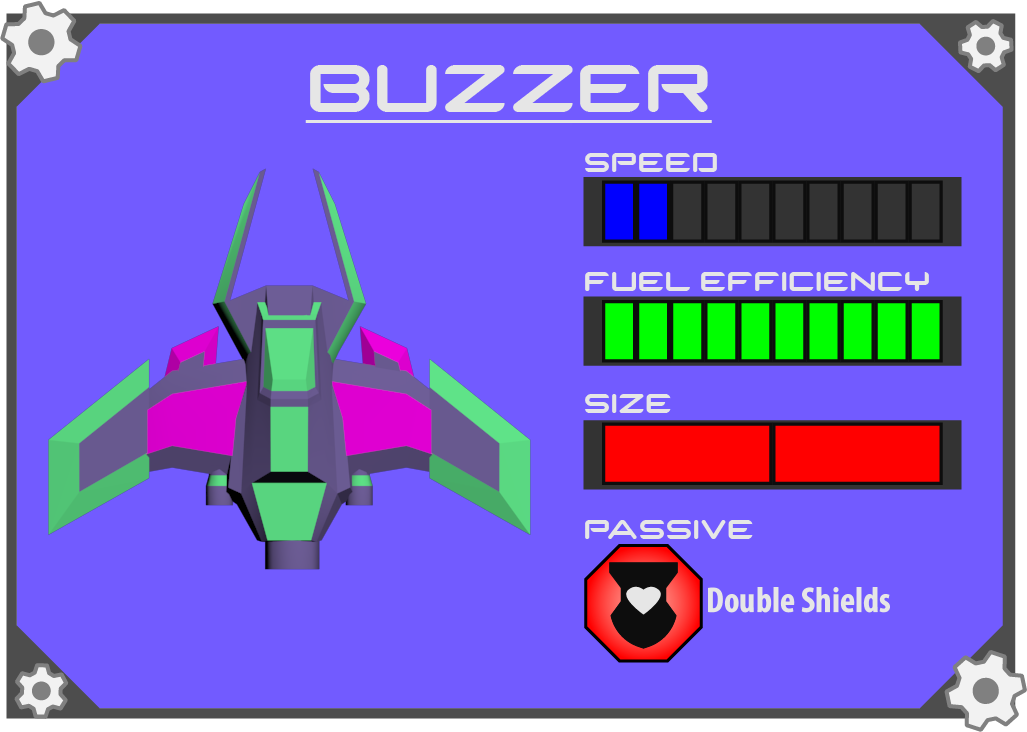 BUZZER
SPEED
FUEL EFFICIENCY
SIZE
PASSIVE
Double Shields